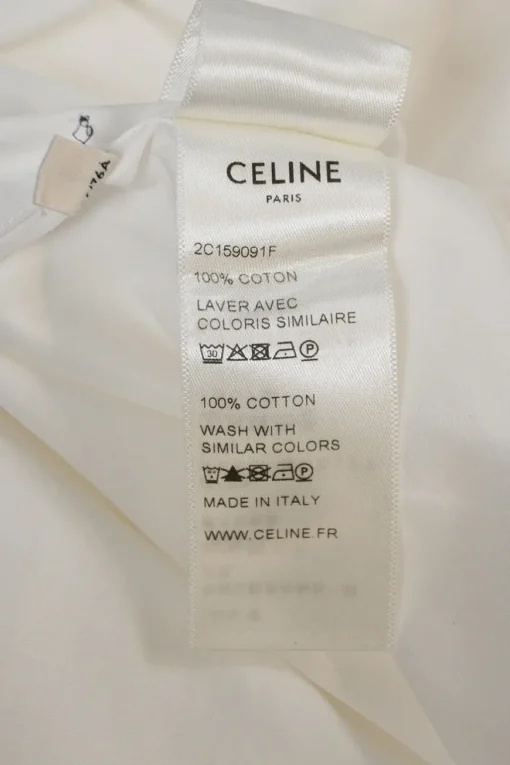 CELINE
PARIS
2C159091F
100% COTON
LAVER AVEC
COLORIS SIMILAIRE
30 P
100% COTTON
WASH WITH
SIMILAR COLORS
P
MADE IN ITALY
WWW.CELINE.FR